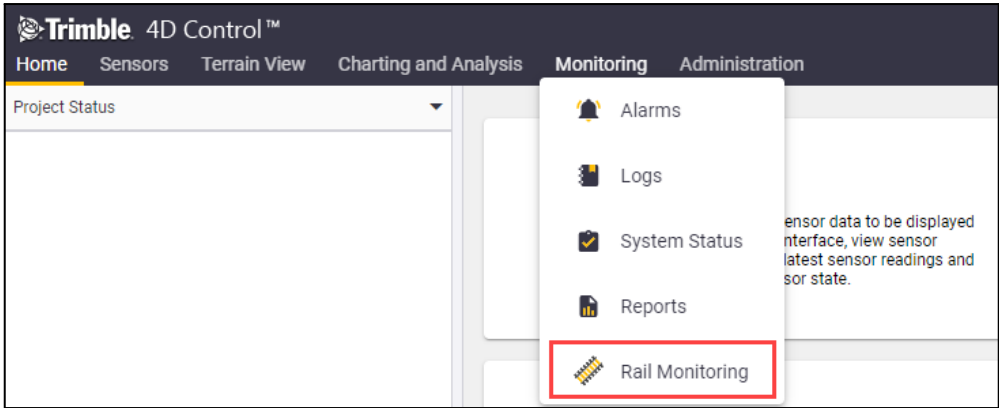 Trimble. 4D Control™
Home Sensors Terrain View Charting and Analysis Monitoring Administration
Project Status
Alarms
Logs
System Status
Reports
Rail Monitoring
ensor data to be displayed
nterface, view sensor
latest sensor readings and
sor state.